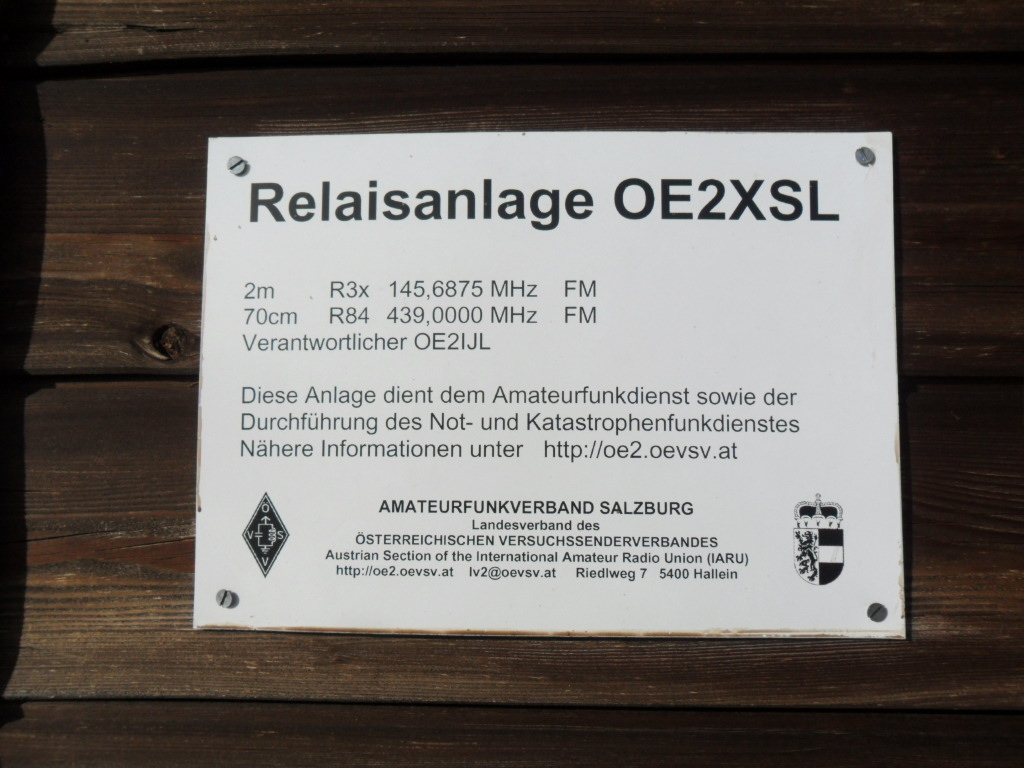 Relaisanlage OE2XSL
2m R3x 145,6875 MHz FM
70cm R84 439,0000 MHz FM
Verantwortlicher OE2IJL
Diese Anlage dient dem Amateurfunkdienst sowie der
Durchführung des Not- und Katastrophenfunkdienstes
Nähere Informationen unter http://oe2.oevsv.at
O
V S
V
AMATEURFUNKVERBAND SALZBURG
Landesverband des
ÖSTERREICHISCHEN VERSUCHSSENDERVERBANDES
Austrian Section of the International Amateur Radio Union (IARU)
http://oe2.oevsv.at lv2@oevsv.at Riedlweg 7 5400 Hallein